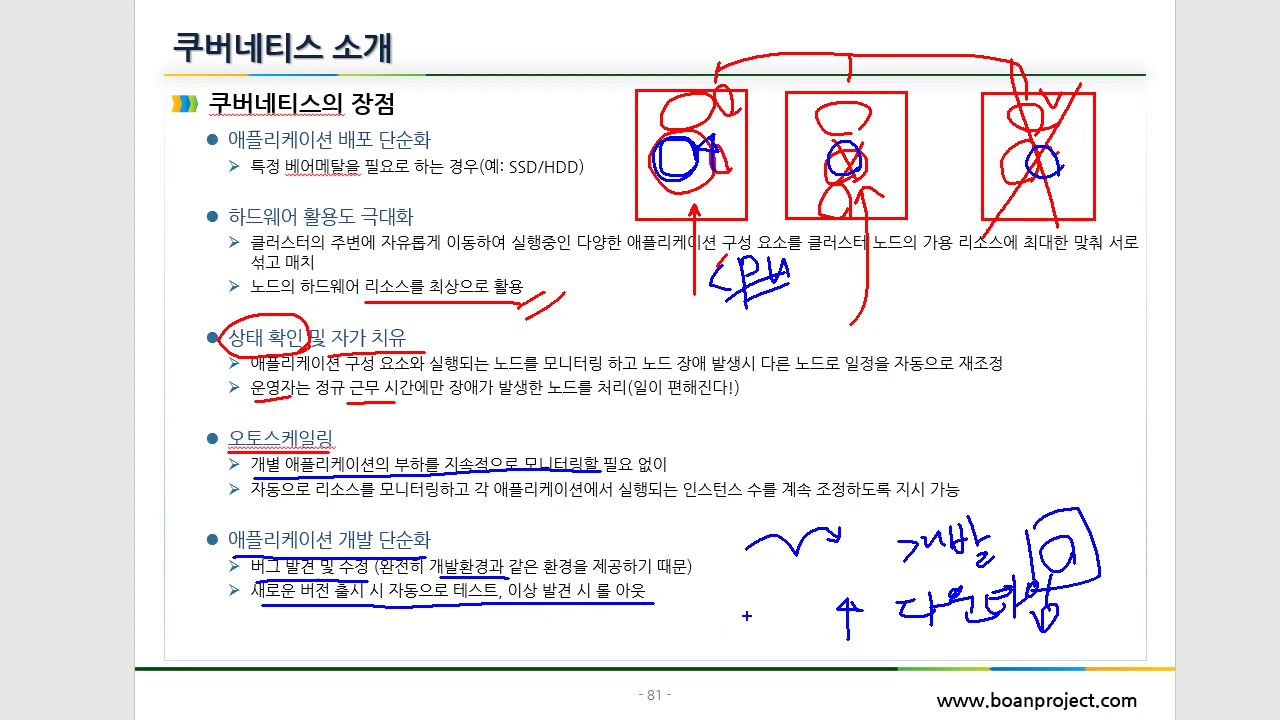 쿠버네티스 소개
쿠버네티스의 장점
애플리케이션 배포 단순화
특정 베어메탈을 필요로 하는 경우(예: SSD/HDD)
하드웨어 활용도 극대화
클러스터의 주변에 자유롭게 이동하여 실행중인 다양한 애플리케이션 구성 요소를 클러스터 노드의 가용 리소스에 최대한 맞춰 서로
섞고 매치
노드의 하드웨어 리소스를 최상으로 활용
상태 확인 및 자가 치유
애플리케이션 구성 요소와 실행되는 노드를 모니터링 하고 노드 장애 발생시 다른 노드로 일정을 자동으로 재조정
운영자는 정규 근무 시간에만 장애가 발생한 노드를 처리(일이 편해진다!)
오토스케일링
개별 애플리케이션의 부하를 지속적으로 모니터링할 필요 없이
자동으로 리소스를 모니터링하고 각 애플리케이션에서 실행되는 인스턴스 수를 계속 조정하도록 지시 가능
애플리케이션 개발 단순화
버그 발견 및 수정 (완전히 개발환경과 같은 환경을 제공하기 때문)
새로운 버전 출시 시 자동으로 테스트, 이상 발견 시 롤 아웃
개발
다운타임
- 81 -
www.boanproject.com